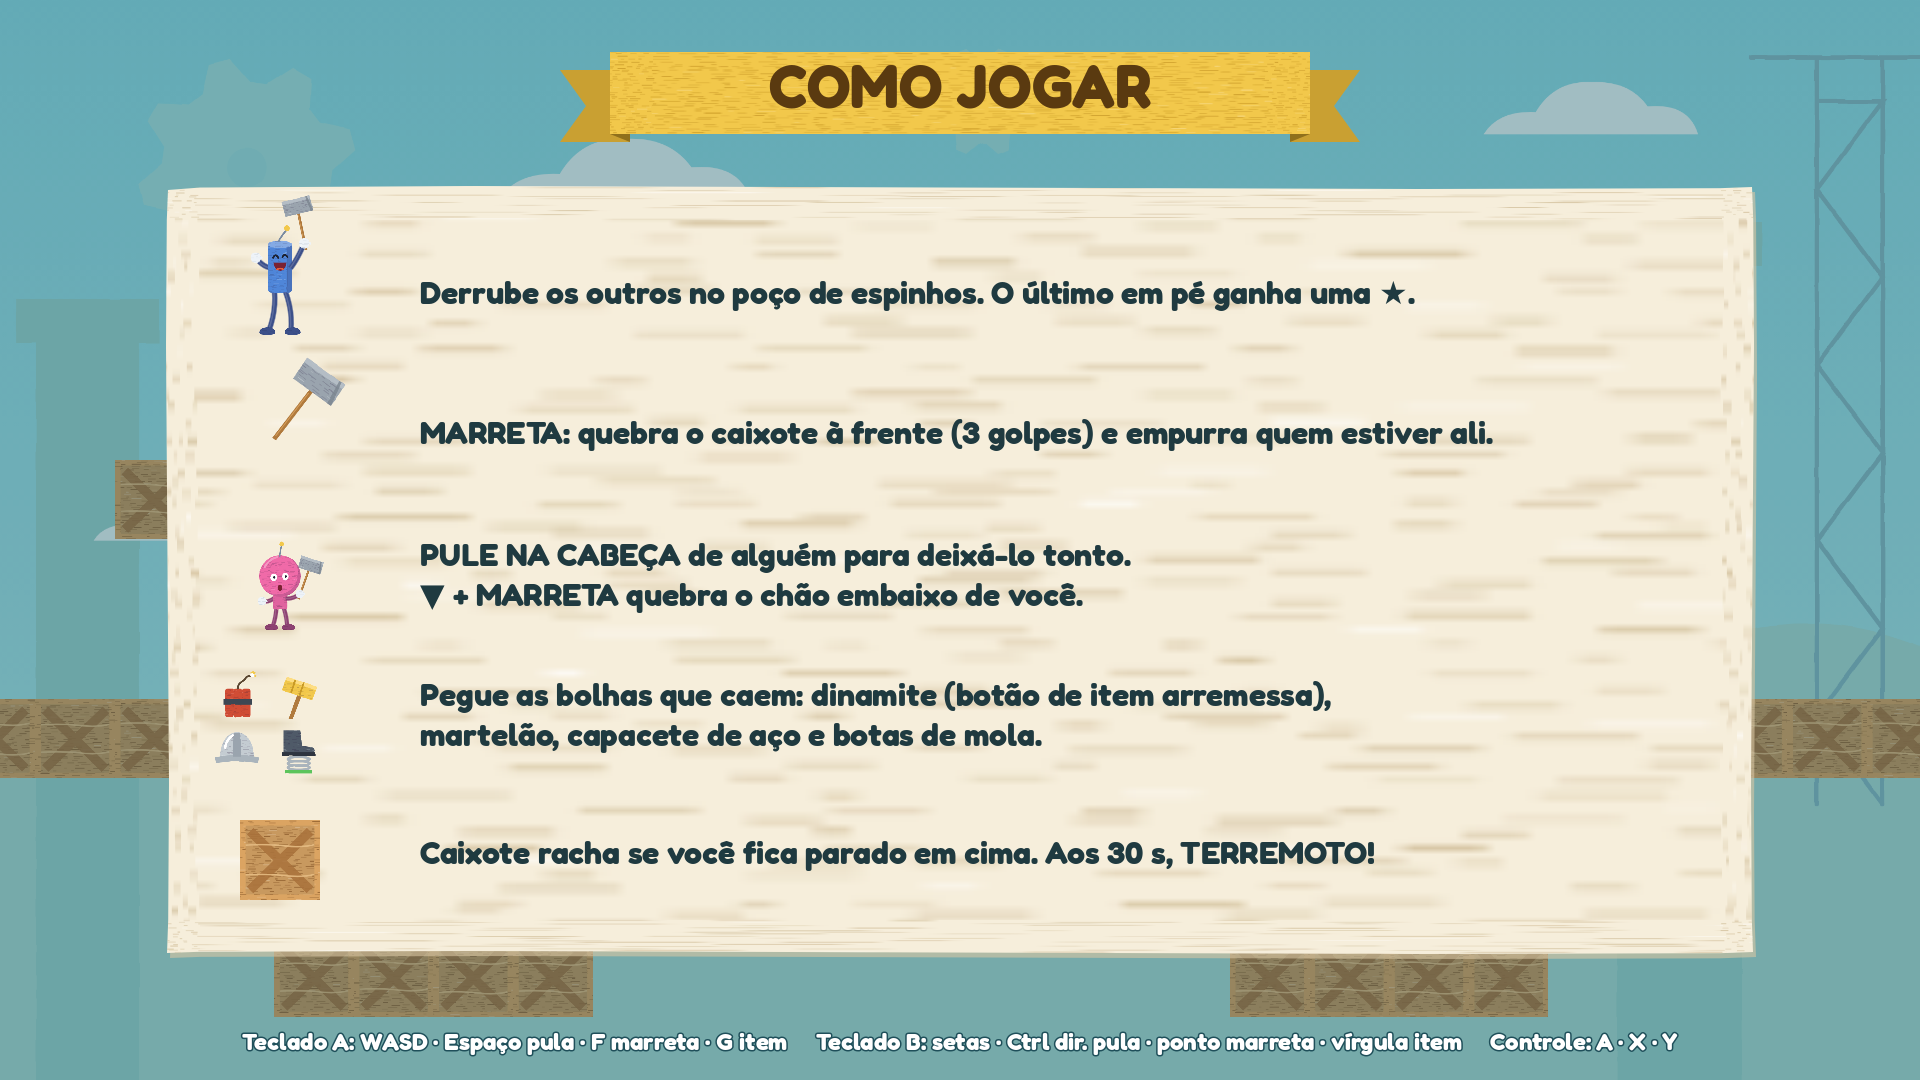 COMO JOGAR
Derrube os outros no poço de espinhos. O último em pé ganha uma ★.
MARRETA: quebra o caixote à frente (3 golpes) e empurra quem estiver ali.
PULE NA CABEÇA de alguém para deixá-lo tonto.
▼ + MARRETA quebra o chão embaixo de você.
Pegue as bolhas que caem: dinamite (botão de item arremessa),
martelão, capacete de aço e botas de mola.
Caixote racha se você fica parado em cima. Aos 30 s, TERREMOTO!
Teclado A: WASD · Espaço pula · F marreta · G item Teclado B: setas · Ctrl dir. pula · ponto marreta · vírgula item Controle: A · X · Y